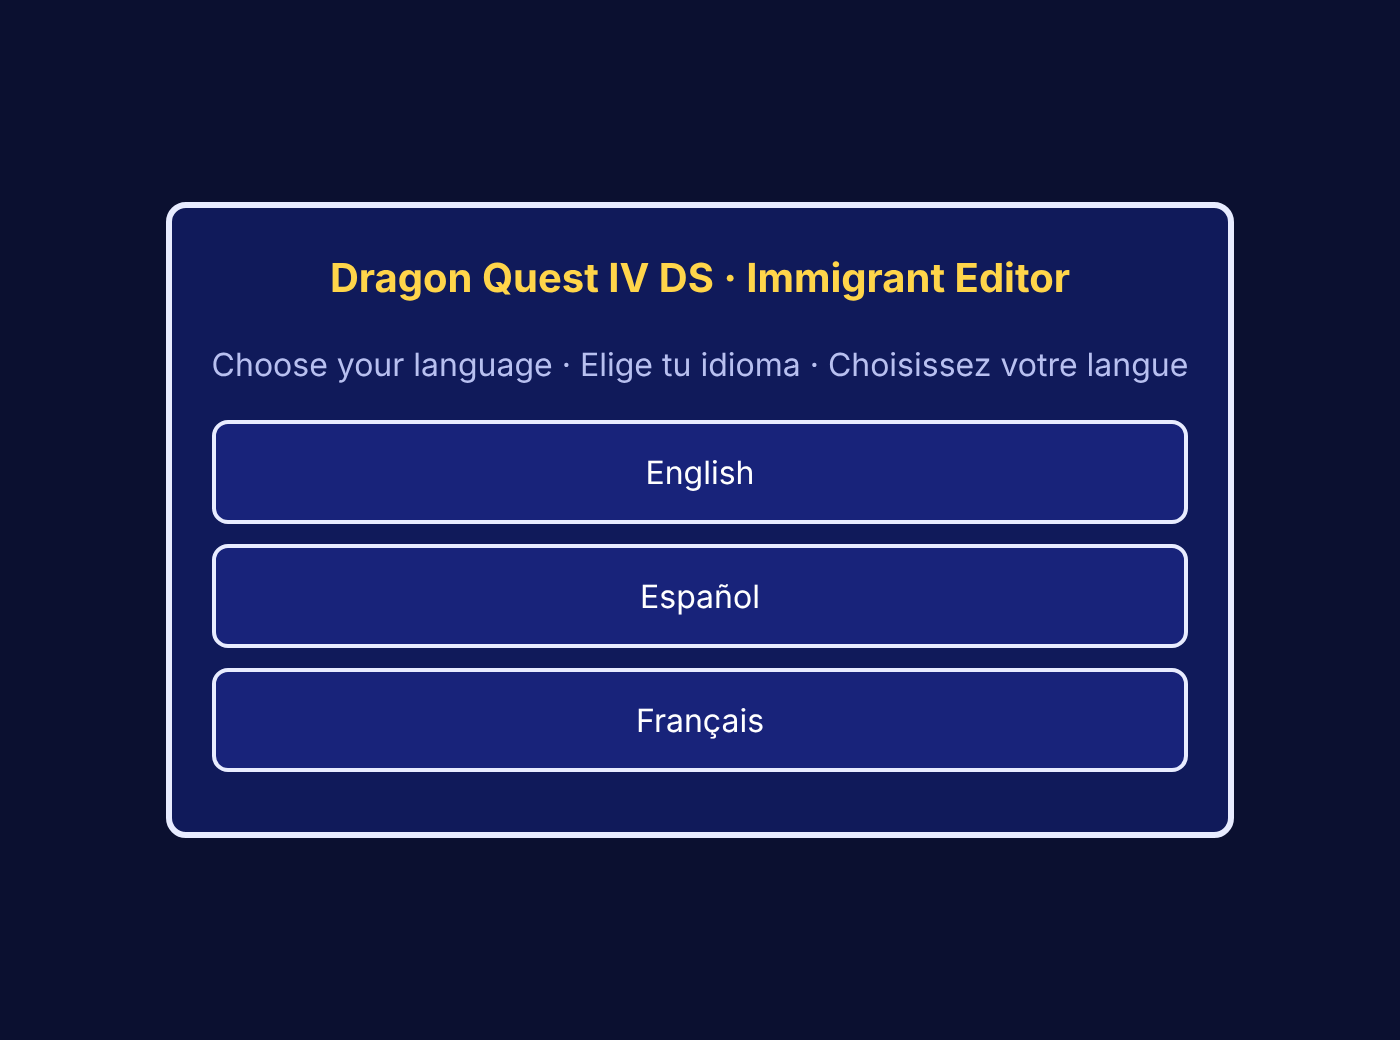 Dragon Quest IV DS · Immigrant Editor
Choose your language · Elige tu idioma · Choisissez votre langue
English
Español
Français